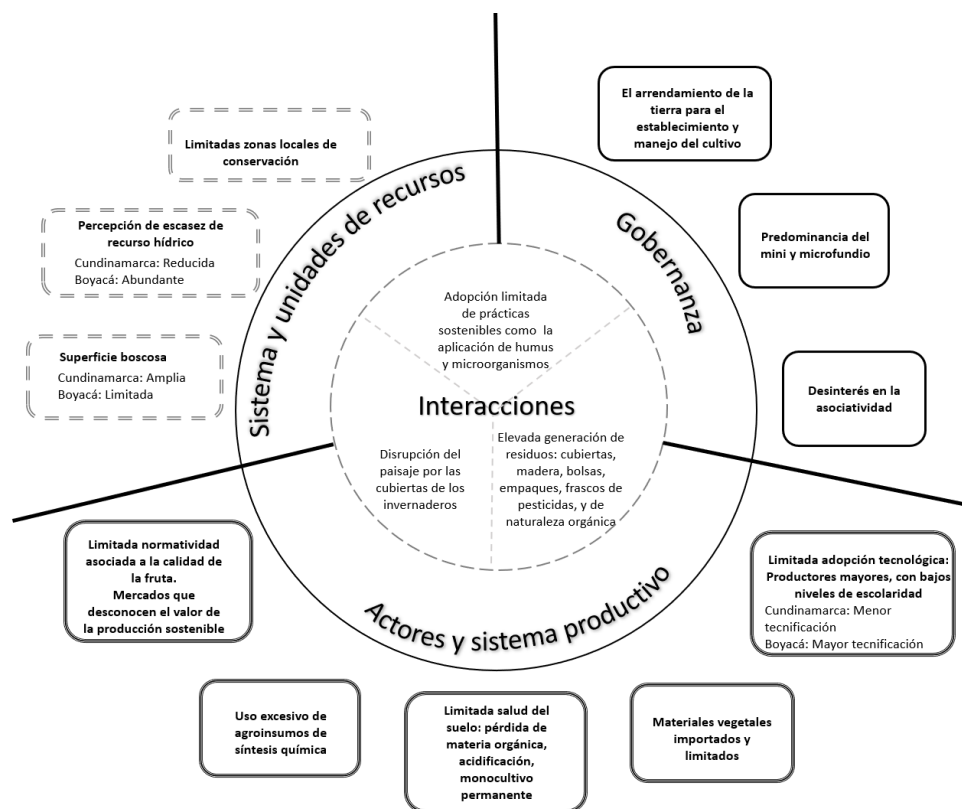 Limitadas zonas locales de
conservación
Percepción de escasez de
recurso hídrico
Cundinamarca: Reducida
Boyacá: Abundante
Superficie boscosa
Cundinamarca: Amplia
Boyacá: Limitada
Sistema y unidades de recursos
El arrendamiento de la
tierra para el
establecimiento y
manejo del cultivo
Predominancia del
mini y microfundio
Desinterés en la
asociatividad
Gobernanza
Adopción limitada
de prácticas
sostenibles como la
aplicación de humus
y microorganismos
Interacciones
Disrupción del
paisaje por las
cubiertas de los
invernaderos
Elevada generación de
residuos: cubiertas,
madera, bolsas,
empaques, frascos de
pesticidas, y de
naturaleza orgánica
Actores y sistema productivo
Limitada normatividad
asociada a la calidad de
la fruta.
Mercados que
desconocen el valor de
la producción sostenible
Uso excesivo de
agroinsumos de
síntesis química
Limitada salud del
suelo: pérdida de
materia orgánica,
acidificación,
monocultivo
permanente
Materiales vegetales
importados y
limitados
Limitada adopción tecnológica:
Productores mayores, con bajos
niveles de escolaridad
Cundinamarca: Menor
tecnificación
Boyacá: Mayor tecnificación